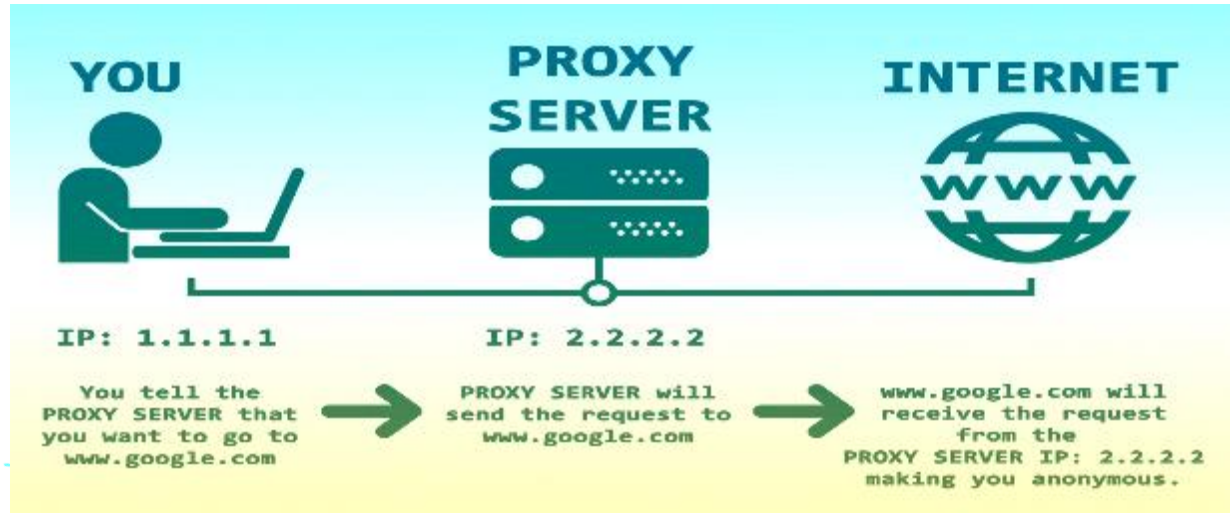 YOU
PROXY
SERVER
INTERNET
WWW
IP: 1.1.1.1
IP: 2.2.2.2
You tell the
PROXY SERVER that
you want to go to
www.google.com
PROXY SERVER will
send the request to
www.google.com
www.google.com will
receive the request
from the
PROXY SERVER IP: 2.2.2.2
making you anonymous.